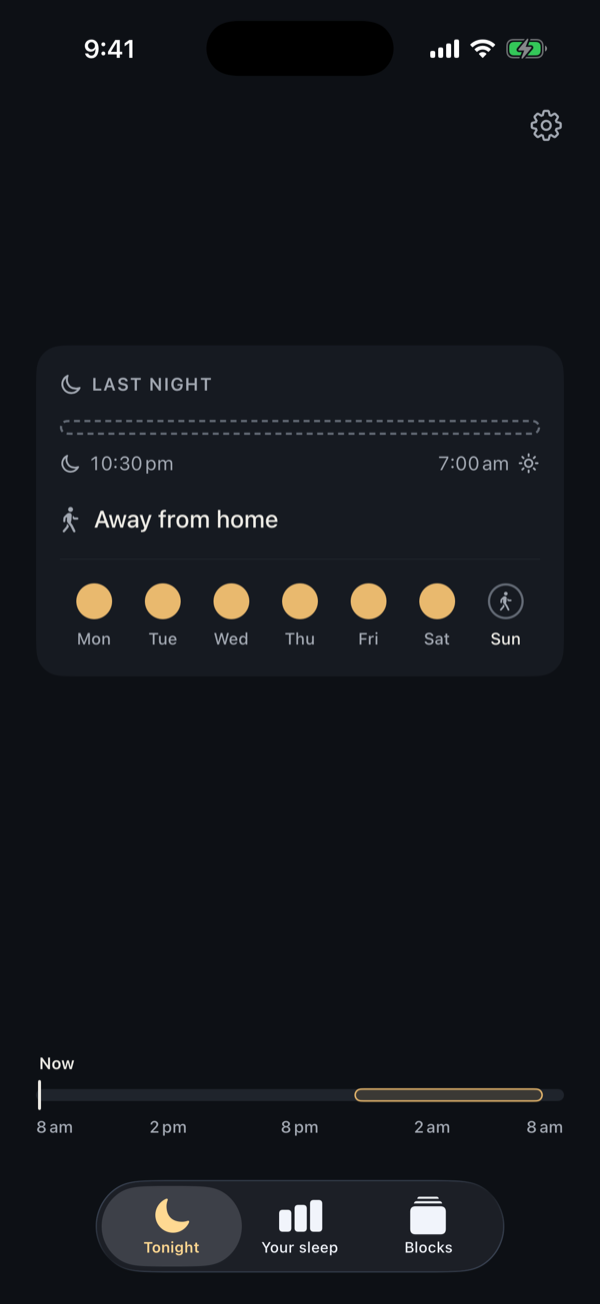 9:41
LAST NIGHT
10:30 pm
7:00 am
Away from home
Mon Tue Wed Thu Fri Sat Sun
Now
8 am 2 pm 8 pm 2 am 8 am
Tonight Your sleep Blocks